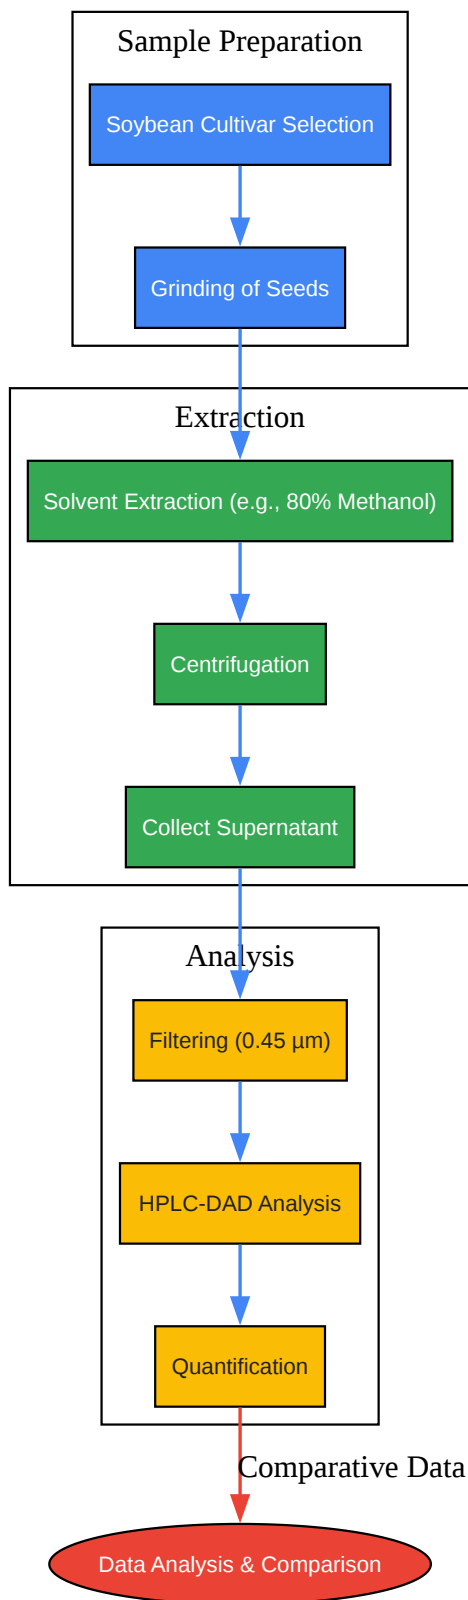 Sample Preparation
Soybean Cultivar Selection
Grinding of Seeds
Extraction
Solvent Extraction (e.g., 80% Methanol)
Centrifugation
Collect Supernatant
Analysis
Filtering (0.45 µm)
HPLC-DAD Analysis
Quantification
Comparative Data
Data Analysis & Comparison